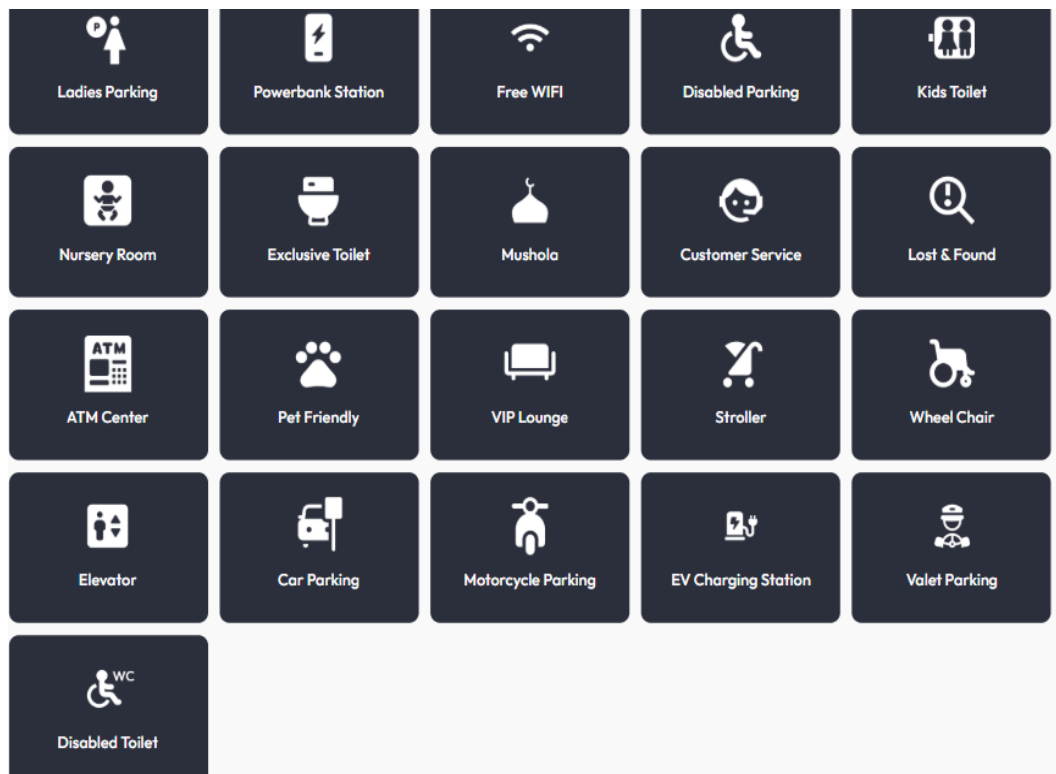 P
Ladies Parking
Powerbank Station
Free WIFI
Disabled Parking
Kids Toilet
Nursery Room
Exclusive Toilet
Mushola
Customer Service
Lost & Found
ATM
ATM Center
Pet Friendly
VIP Lounge
Stroller
Wheel Chair
Elevator
Car Parking
Motorcycle Parking
EV Charging Station
Valet Parking
WC
Disabled Toilet